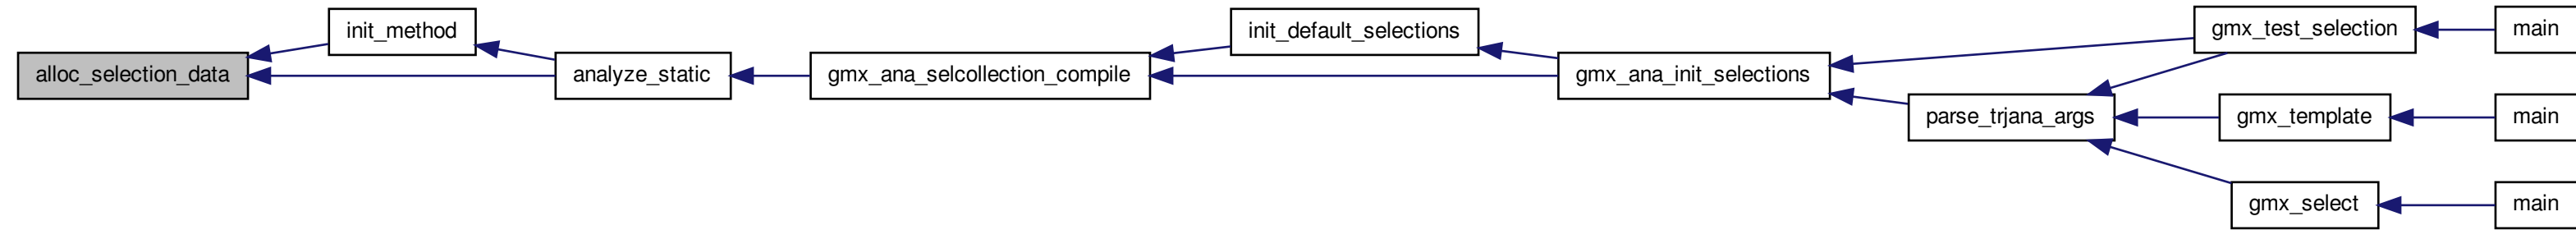 alloc_selection_data
init_method
analyze_static
gmx_ana_selcollection_compile
init_default_selections
gmx_ana_init_selections
gmx_test_selection
main
parse_trjana_args
gmx_template
main
gmx_select
main